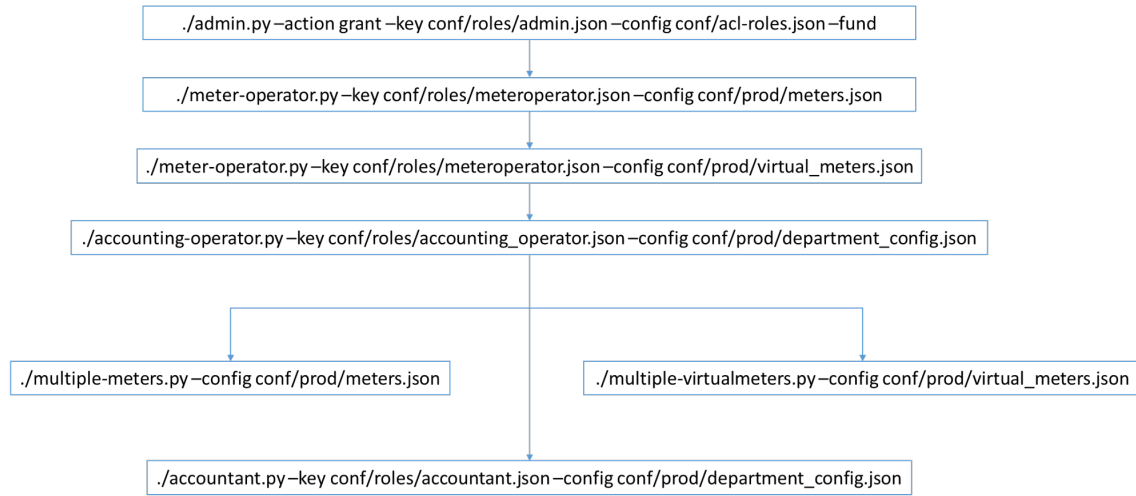 ./admin.py –action grant –key conf/roles/admin.json –config conf/acl-roles.json –fund
./meter-operator.py –key conf/roles/meteroperator.json –config conf/prod/meters.json
./meter-operator.py –key conf/roles/meteroperator.json –config conf/prod/virtual_meters.json
./accounting-operator.py –key conf/roles/accounting_operator.json –config conf/prod/department_config.json
./multiple-meters.py –config conf/prod/meters.json
./multiple-virtualmeters.py –config conf/prod/virtual_meters.json
./accountant.py –key conf/roles/accountant.json –config conf/prod/department_config.json